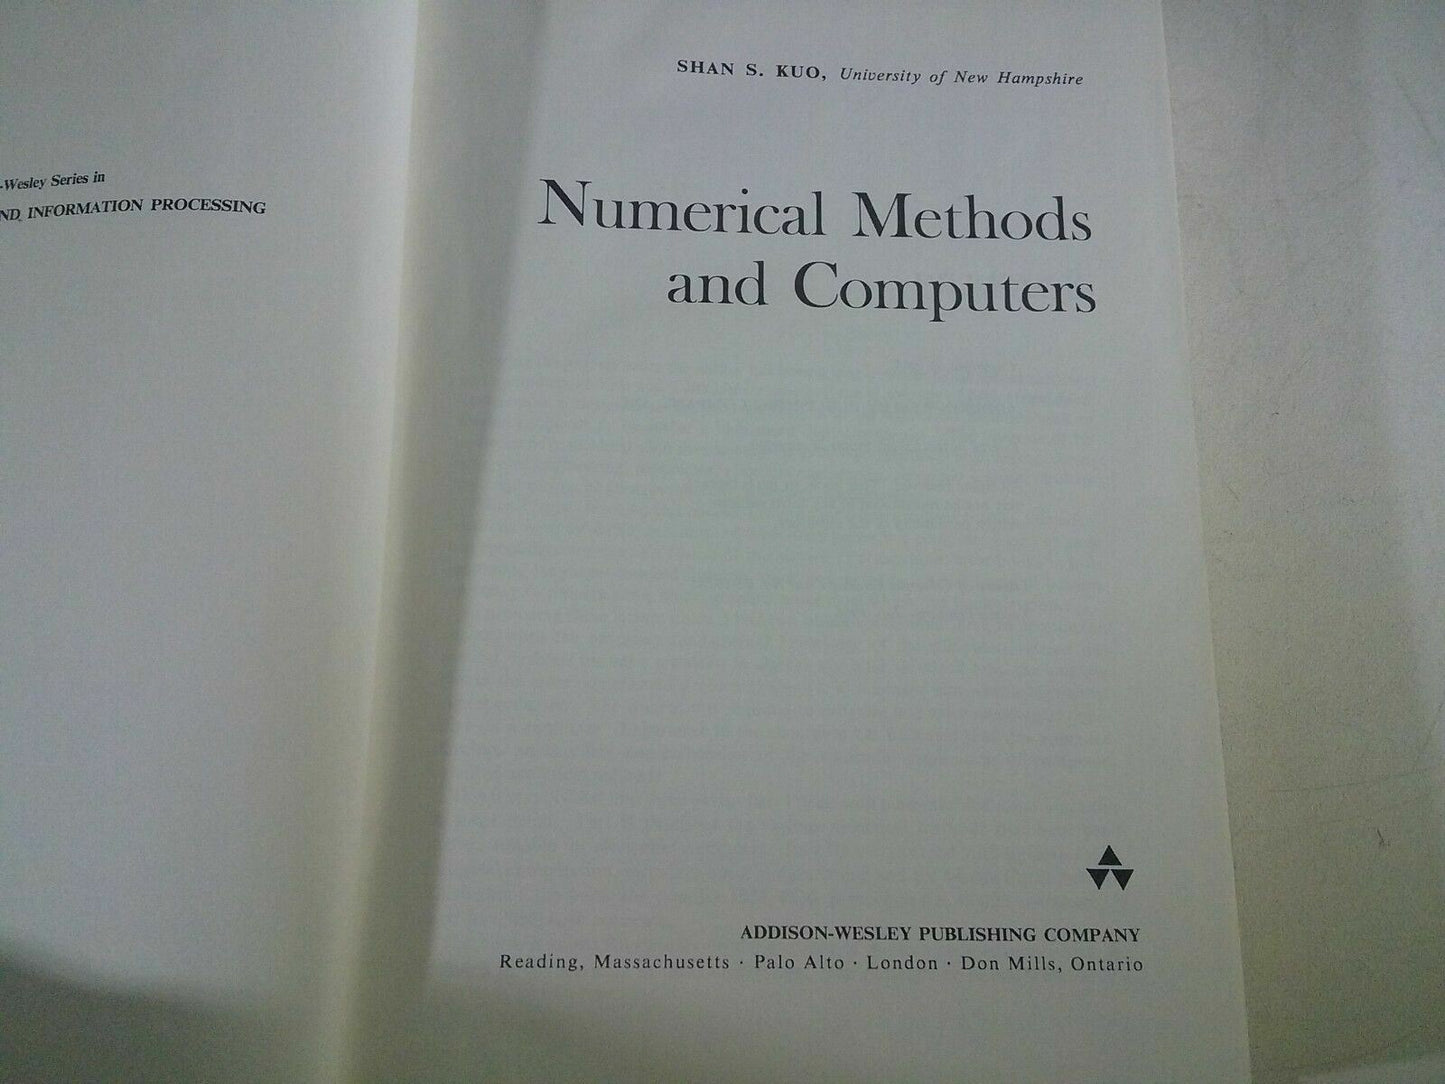 -Wesley Series in
ND INFORMATION PROCESSING
SHAN S. KUO, University of New Hampshire
Numerical Methods
and Computers
ADDISON-WESLEY PUBLISHING COMPANY
Reading, Massachusetts · Palo Alto · London · Don Mills, Ontario